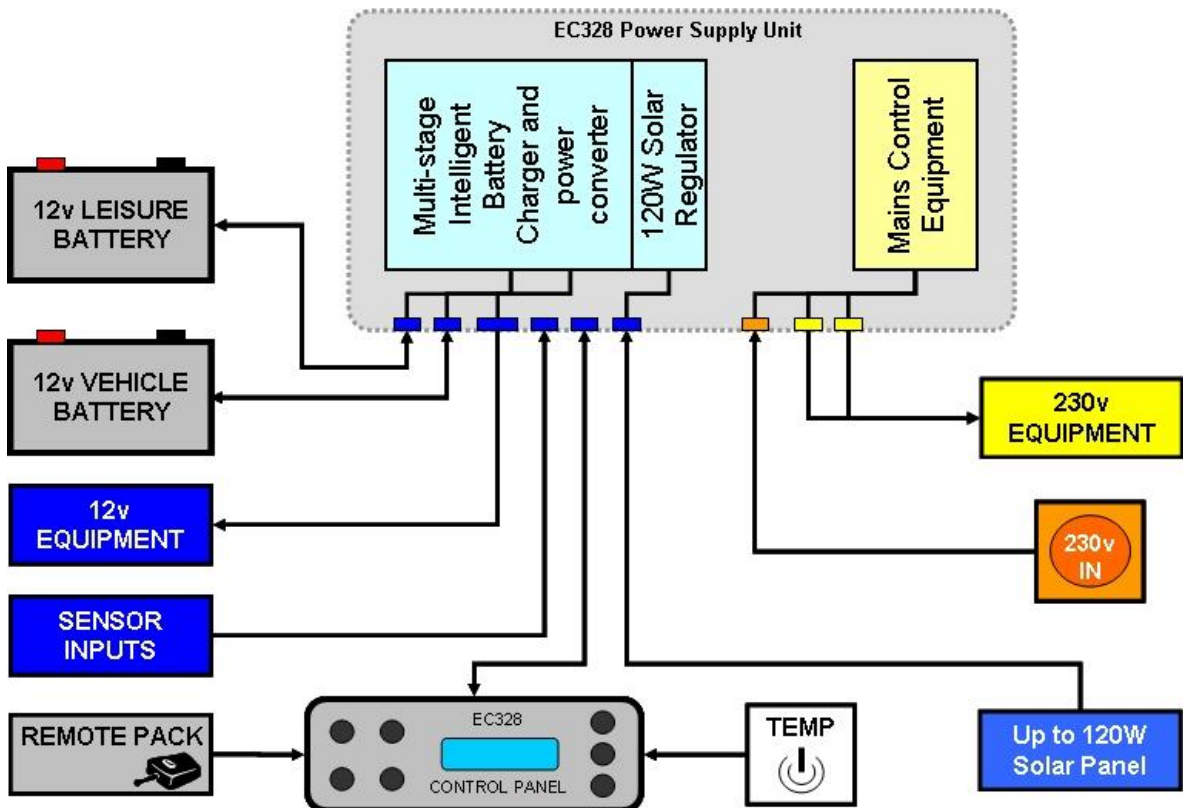 EC328 Power Supply Unit
Multi-stage
Intelligent
Battery
Charger and
power
converter
120W Solar
Regulator
Mains Control
Equipment
12v LEISURE
BATTERY
12v VEHICLE
BATTERY
12v
EQUIPMENT
SENSOR
INPUTS
REMOTE PACK
EC328
CONTROL PANEL
TEMP
230v
EQUIPMENT
230v
IN
Up to 120W
Solar Panel